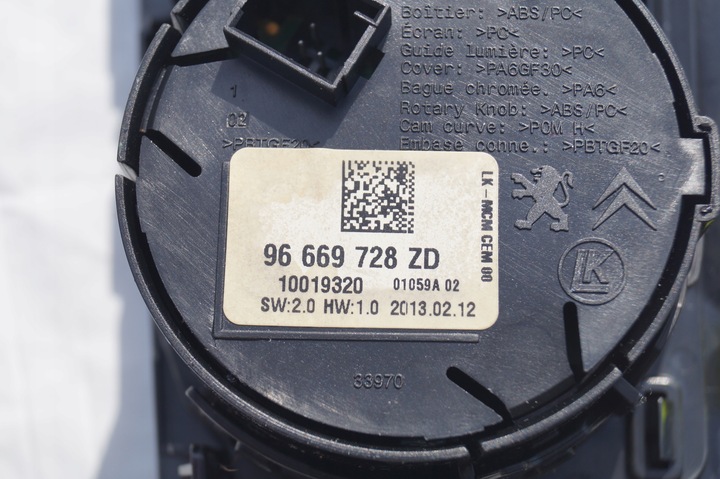 Boîtier: >ABS/PC<
Écran: >PC<
Guide lumière: >PC<
Cover: >PA6GF30<
Bague chromée. >PA6<
Rotary Knob: >ABS/PC<
Cam curve: >POM H<
Embase conne.: >PBTGF20<
1
02
>PBTGF20<
LK-MCM CEM 00
96 669 728 ZD
10019320 01059A 02
SW:2.0 HW:1.0 2013.02.12
LK
33970